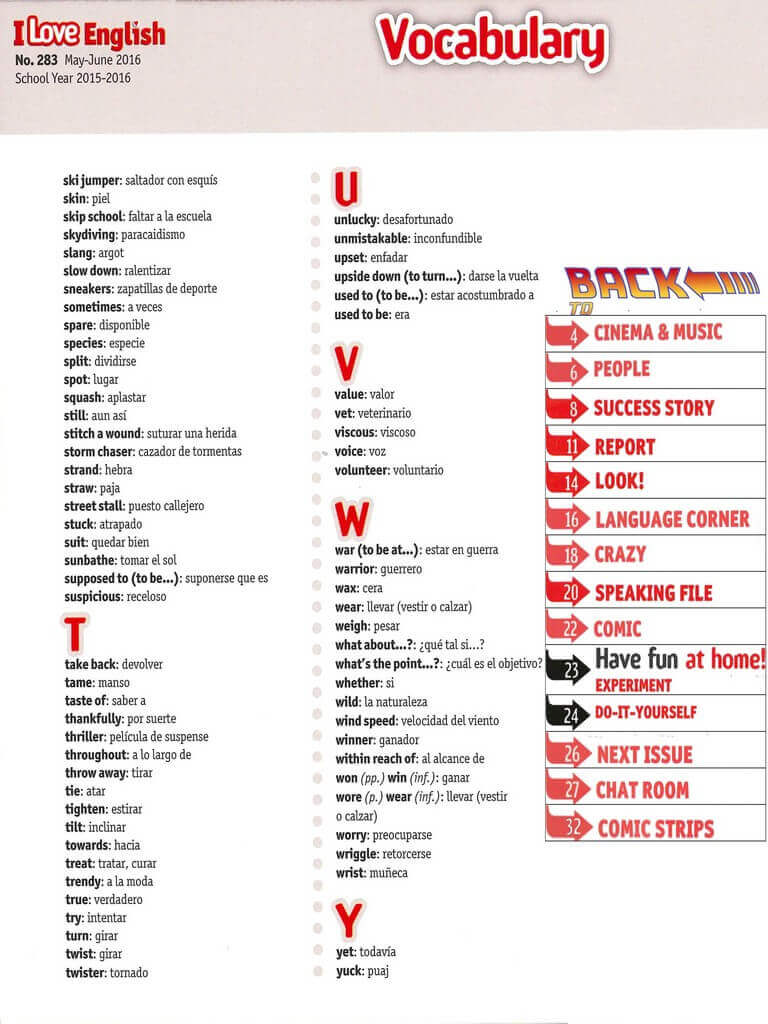 I Love English
No. 283 May-June 2016
School Year 2015-2016
Vocabulary
ski jumper: saltador con esquís
skin: piel
skip school: faltar a la escuela
skydiving: paracaidismo
slang: argot
slow down: ralentizar
sneakers: zapatillas de deporte
sometimes: a veces
spare: disponible
species: especie
split: dividirse
spot: lugar
squash: aplastar
still: aun así
stitch a wound: suturar una herida
storm chaser: cazador de tormentas
strand: hebra
straw: paja
street stall: puesto callejero
stuck: atrapado
suit: quedar bien
sunbathe: tomar el sol
supposed to (to be...): suponerse que es
suspicious: receloso
T
take back: devolver
tame: manso
taste of: saber a
thankfully: por suerte
thriller: película de suspense
throughout: a lo largo de
throw away: tirar
tie: atar
tighten: estirar
tilt: inclinar
towards: hacia
treat: tratar, curar
trendy: a la moda
true: verdadero
try: intentar
turn: girar
twist: girar
twister: tornado
U
unlucky: desafortunado
unmistakable: inconfundible
upset: enfadar
upside down (to turn...): darse la vuelta
used to (to be...): estar acostumbrado a
used to be: era
V
value: valor
vet: veterinario
viscous: viscoso
voice: voz
volunteer: voluntario
W
war (to be at...): estar en guerra
warrior: guerrero
wax: cera
wear: llevar (vestir o calzar)
weigh: pesar
what about...?: ¿qué tal si...?
what's the point...?: ¿cuál es el objetivo?
whether: si
wild: la naturaleza
wind speed: velocidad del viento
winner: ganador
within reach of: al alcance de
won (pp.) win (inf.): ganar
wore (p.) wear (inf.): llevar (vestir
o calzar)
worry: preocuparse
wriggle: retorcerse
wrist: muñeca
Y
yet: todavía
yuck: puaj
BACK
TO
4 CINEMA & MUSIC
6 PEOPLE
8 SUCCESS STORY
11 REPORT
14 LOOK!
16 LANGUAGE CORNER
18 CRAZY
20 SPEAKING FILE
22 COMIC
23 Have fun at home!
EXPERIMENT
24 DO-IT-YOURSELF
26 NEXT ISSUE
27 CHAT ROOM
32 COMIC STRIPS